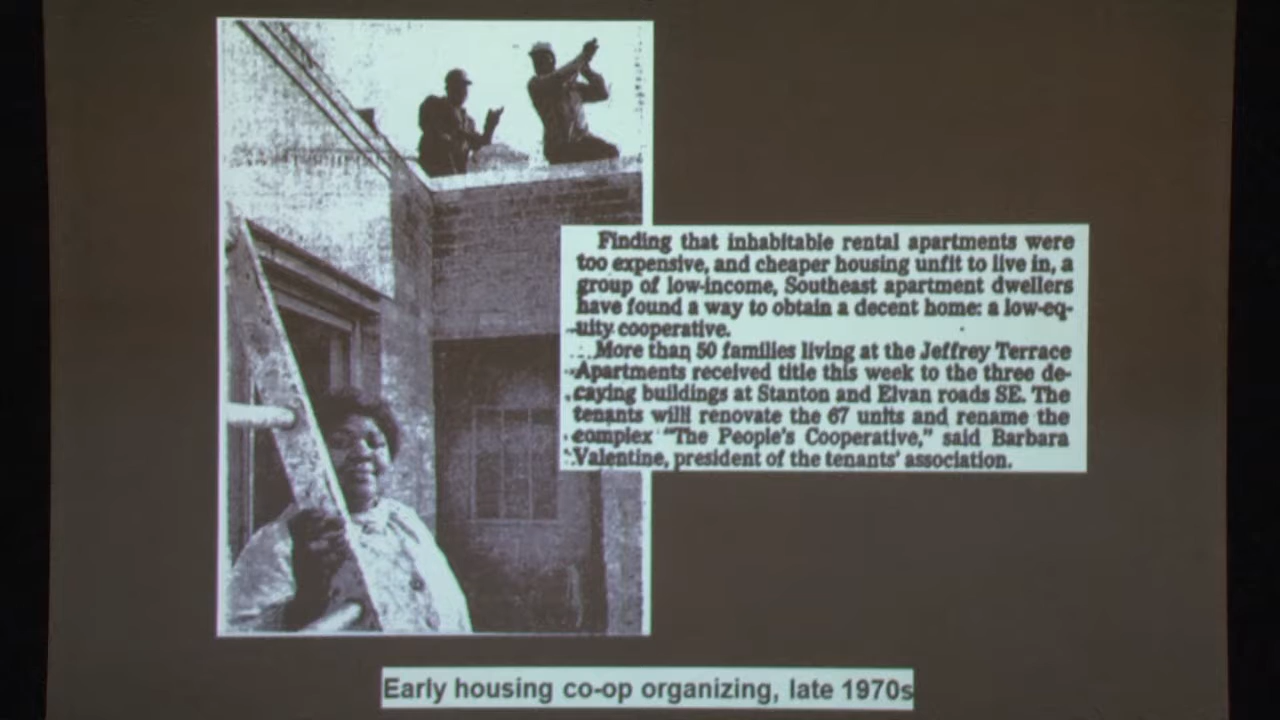 Finding that inhabitable rental apartments were
too expensive, and cheaper housing unfit to live in, a
group of low-income, Southeast apartment dwellers
have found a way to obtain a decent home: a low-eq-
uity cooperative.
More than 50 families living at the Jeffrey Terrace
Apartments received title this week to the three de-
caying buildings at Stanton and Elvan roads SE. The
tenants willl renovate the 67 units and rename the
complex "The People's Cooperative," said Barbara
Valentine, president of the tenants' association.
Early housing co-op organizing, late 1970s